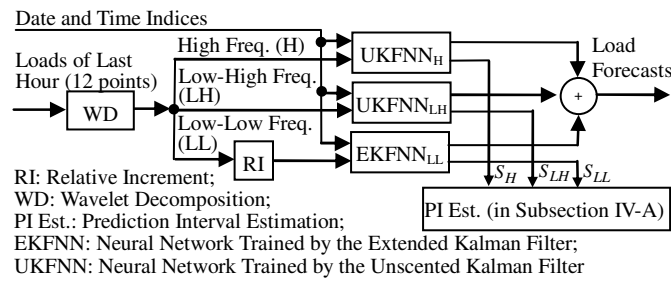 Date and Time Indices
Loads of Last
Hour (12 points)
WD
High Freq. (H)
Low-High Freq.
(LH)
Low-Low Freq.
(LL)
RI
UKFNN_H
UKFNN_LH
EKFNN_LL
+
Load
Forecasts
S_H
S_LH
S_LL
PI Est. (in Subsection IV-A)
RI: Relative Increment;
WD: Wavelet Decomposition;
PI Est.: Prediction Interval Estimation;
EKFNN: Neural Network Trained by the Extended Kalman Filter;
UKFNN: Neural Network Trained by the Unscented Kalman Filter